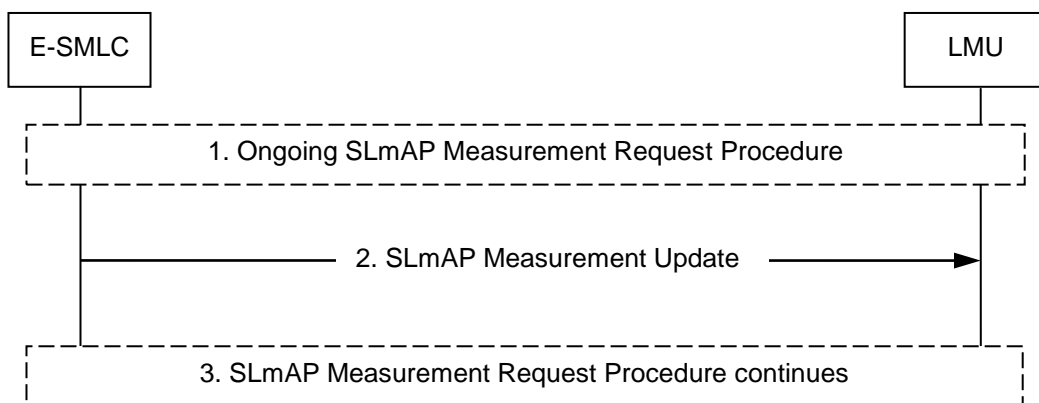 E-SMLC
LMU
1. Ongoing SLmAP Measurement Request Procedure
2. SLmAP Measurement Update
3. SLmAP Measurement Request Procedure continues